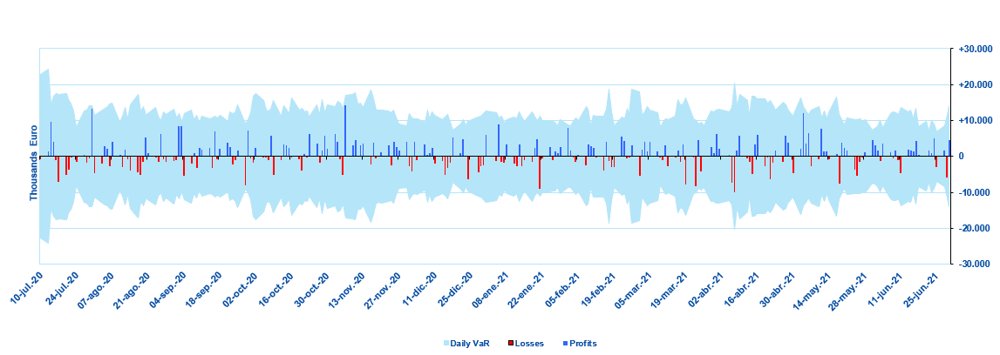 +30.000
+20.000
+10.000
0
-10.000
-20.000
-30.000
Thousands Euro
10-jul.-20
24-jul.-20
07-ago.-20
21-ago.-20
04-sep.-20
18-sep.-20
02-oct.-20
16-oct.-20
30-oct.-20
13-nov.-20
27-nov.-20
11-dic.-20
25-dic.-20
08-ene.-21
22-ene.-21
05-feb.-21
19-feb.-21
05-mar.-21
19-mar.-21
02-abr.-21
16-abr.-21
30-abr.-21
14-may.-21
28-may.-21
11-jun.-21
25-jun.-21
Daily VaR Losses Profits